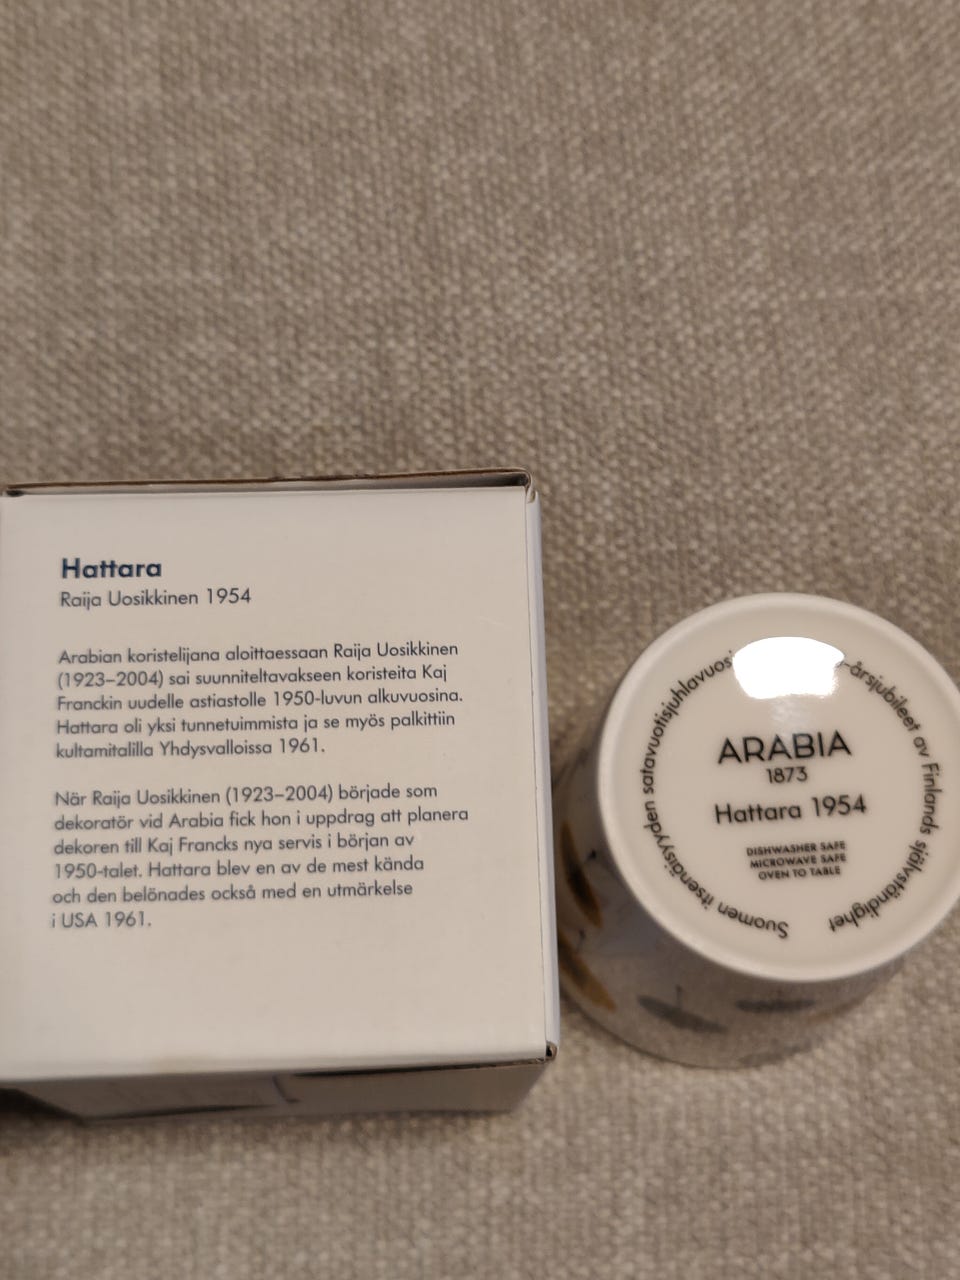 Hattara
Raija Uosikkinen 1954
Arabian koristelijana aloittaessaan Raija Uosikkinen
(1923–2004) sai suunniteltavakseen koristeita Kaj
Franckin uudelle astiastolle 1950-luvun alkuvuosina.
Hattara oli yksi tunnetuimmista ja se myös palkittiin
kultamitalilla Yhdysvalloissa 1961.
När Raija Uosikkinen (1923–2004) började som
dekoratör vid Arabia fick hon i uppdrag att planera
dekoren till Kaj Francks nya servis i början av
1950-talet. Hattara blev en av de mest kända
och den belönades också med en utmärkelse
i USA 1961.
Suomen itsenäisyyden
-årsjubileet av Finlands självständighet
ARABIA
1873
Hattara 1954
DISHWASHER SAFE
MICROWAVE SAFE
OVEN TO TABLE